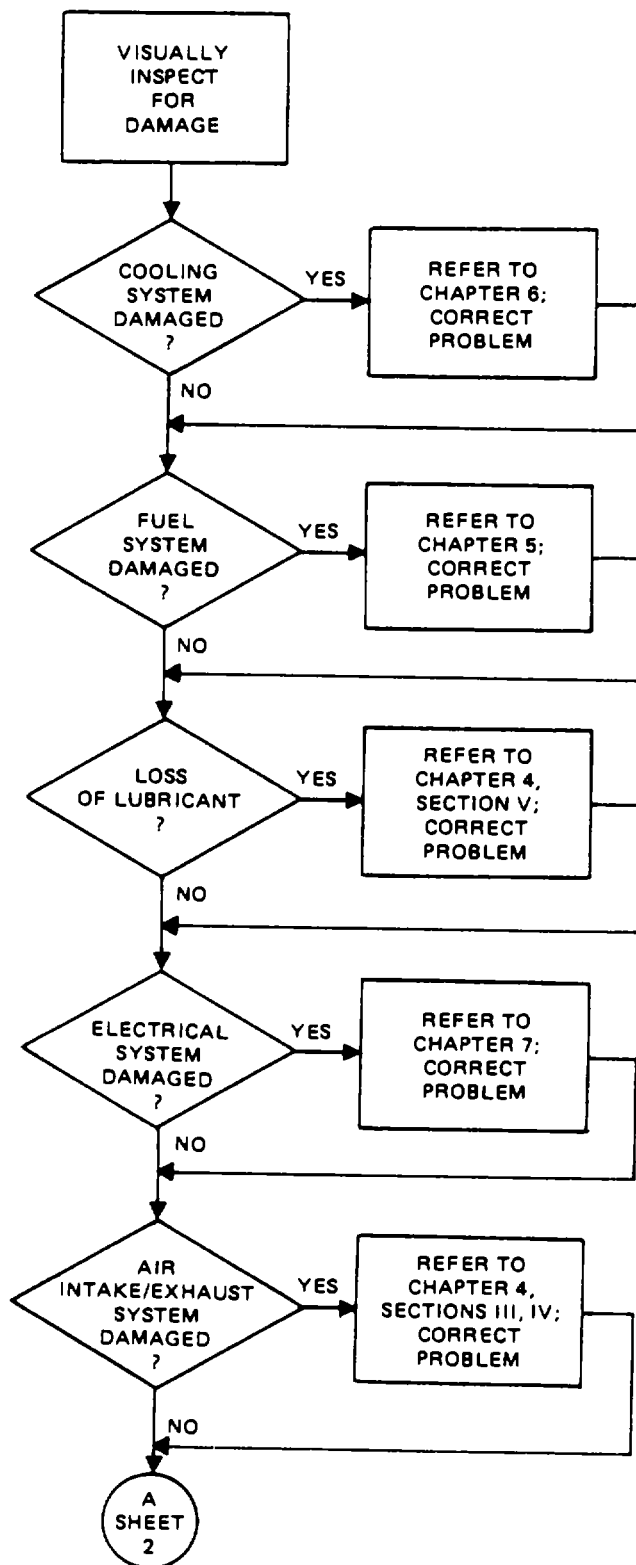 VISUALLY
INSPECT
FOR
DAMAGE
COOLING
SYSTEM
DAMAGED
?
YES
REFER TO
CHAPTER 6;
CORRECT
PROBLEM
NO
FUEL
SYSTEM
DAMAGED
?
YES
REFER TO
CHAPTER 5;
CORRECT
PROBLEM
NO
LOSS
OF LUBRICANT
?
YES
REFER TO
CHAPTER 4,
SECTION V;
CORRECT
PROBLEM
NO
ELECTRICAL
SYSTEM
DAMAGED
?
YES
REFER TO
CHAPTER 7;
CORRECT
PROBLEM
NO
AIR
INTAKE/EXHAUST
SYSTEM
DAMAGED
?
YES
REFER TO
CHAPTER 4,
SECTIONS III, IV;
CORRECT
PROBLEM
NO
A
SHEET
2